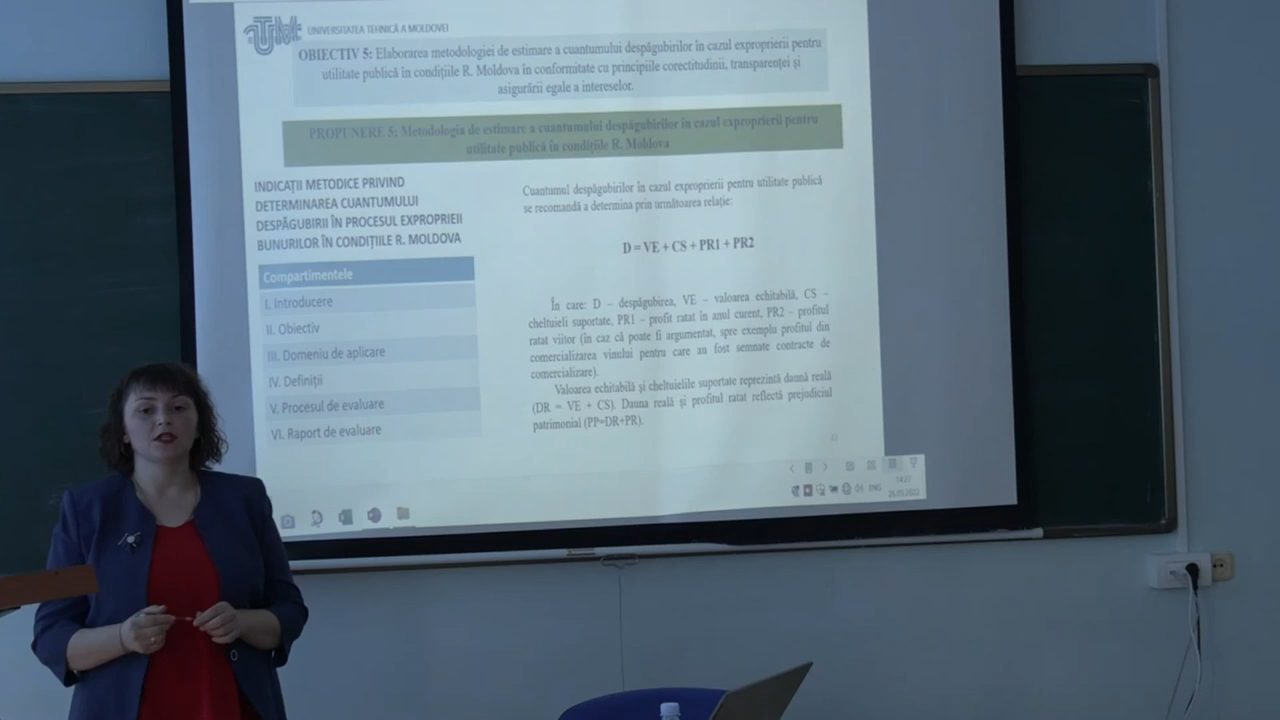 UTM
UNIVERSITATEA TEHNICĂ A MOLDOVEI
OBIECTIV 5: Elaborarea metodologiei de estimare a cuantumului despăgubirilor în cazul exproprierii pentru
utilitate publică în condițiile R. Moldova în conformitate cu principiile corectitudinii, transparenței și
asigurării egale a intereselor.
PROPUNERE 5: Metodologia de estimare a cuantumului despăgubirilor în cazul exproprierii pentru
utilitate publică în condițiile R. Moldova
INDICAȚII METODICE PRIVIND
DETERMINAREA CUANTUMULUI
DESPĂGUBIRII ÎN PROCESUL EXPROPRIEII
BUNURILOR ÎN CONDIȚIILE R. MOLDOVA
Compartimentele
I. Introducere
II. Obiectiv
III. Domeniu de aplicare
IV. Definiții
V. Procesul de evaluare
VI. Raport de evaluare
Cuantumul despăgubirilor în cazul exproprierii pentru utilitate publică
se recomandă a determina prin următoarea relație:
D = VE + CS + PR1 + PR2
În care: D – despăgubirea, VE – valoarea echitabilă, CS –
cheltuieli suportate, PR1 – profit ratat în anul curent, PR2 – profitul
ratat viitor (în caz că poate fi argumentat, spre exemplu profitul din
comercializarea vinului pentru care au fost semnate contracte de
comercializare).
Valoarea echitabilă și cheltuielile suportate reprezintă daună reală
(DR = VE + CS). Dauna reală și profitul ratat reflectă prejudiciul
patrimonial (PP=DR+PR).
ENG
14:27
26.05.2022